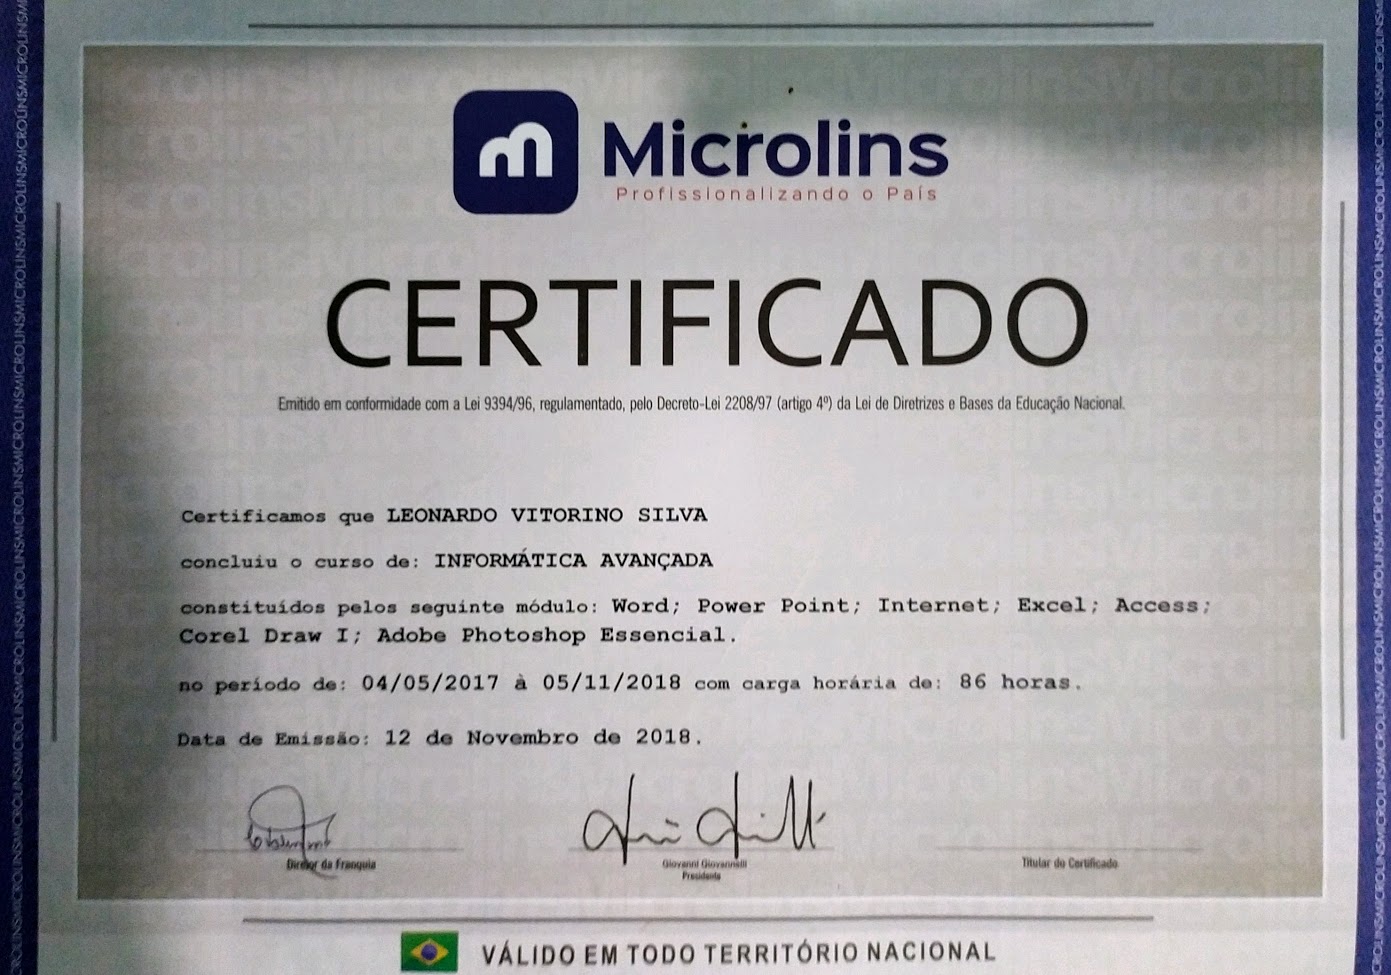 Microlins
Profissionalizando o País
CERTIFICADO
Emitido em conformidade com a Lei 9394/96, regulamentado, pelo Decreto-Lei 2208/97 (artigo 4º) da Lei de Diretrizes e Bases da Educação Nacional.
Certificamos que LEONARDO VITORINO SILVA
concluiu o curso de: INFORMÁTICA AVANÇADA
constituídos pelos seguinte módulo: Word; Power Point; Internet; Excel; Access;
Corel Draw I; Adobe Photoshop Essencial.
no período de: 04/05/2017 à 05/11/2018 com carga horária de: 86 horas.
Data de Emissão: 12 de Novembro de 2018.
Diretor da Franquia
Giovanni Giovannelli
Presidente
Titular do Certificado
VÁLIDO EM TODO TERRITÓRIO NACIONAL